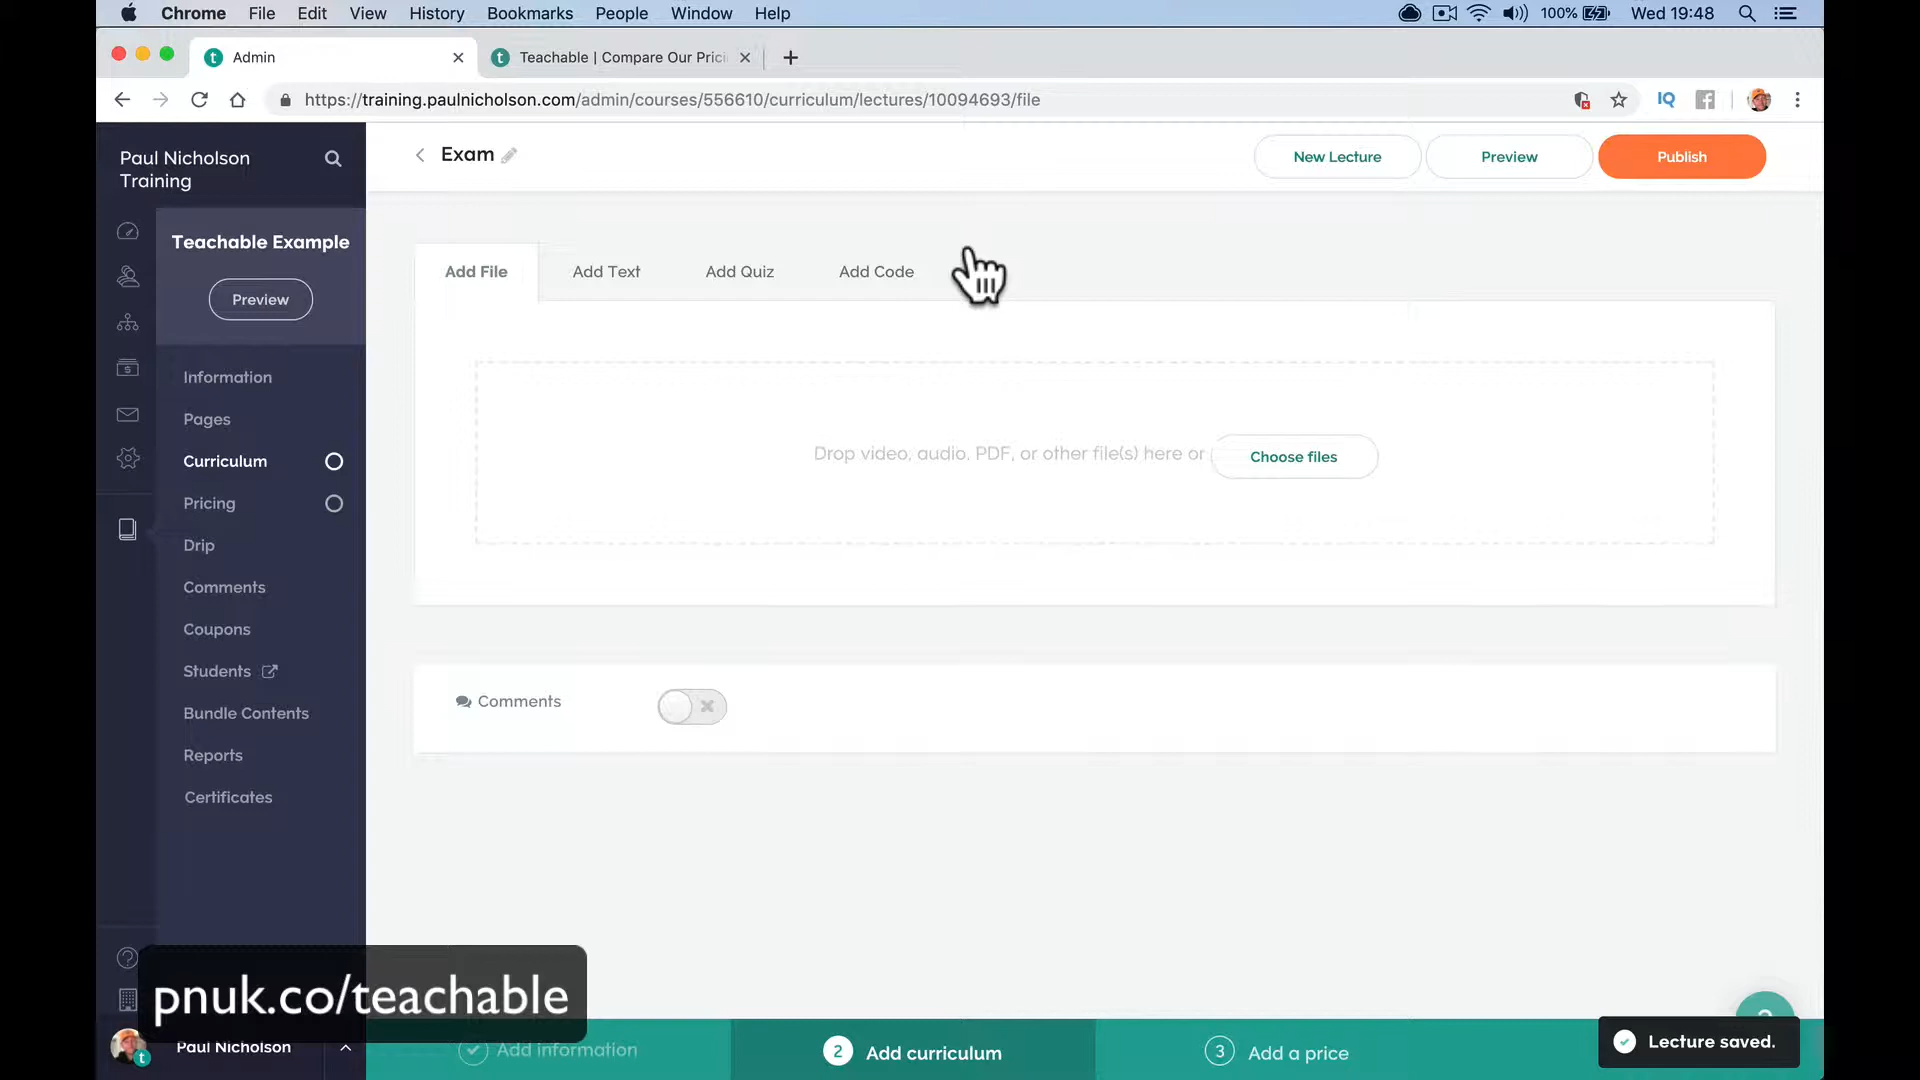 Chrome File Edit View History Bookmarks People Window Help 100% Wed 19:48
Admin
Teachable | Compare Our Prici
https://training.paulnicholson.com/admin/courses/556610/curriculum/lectures/10094693/file
IQ
Paul Nicholson
Training
Exam
New Lecture
Preview
Publish
Teachable Example
Preview
Add File
Add Text
Add Quiz
Add Code
Information
Pages
Curriculum
Pricing
Drip
Comments
Coupons
Students
Bundle Contents
Reports
Certificates
Drop video, audio, PDF, or other file(s) here or
Choose files
Comments
pnuk.co/teachable
Paul Nicholson
Add information
2 Add curriculum
3 Add a price
Lecture saved.